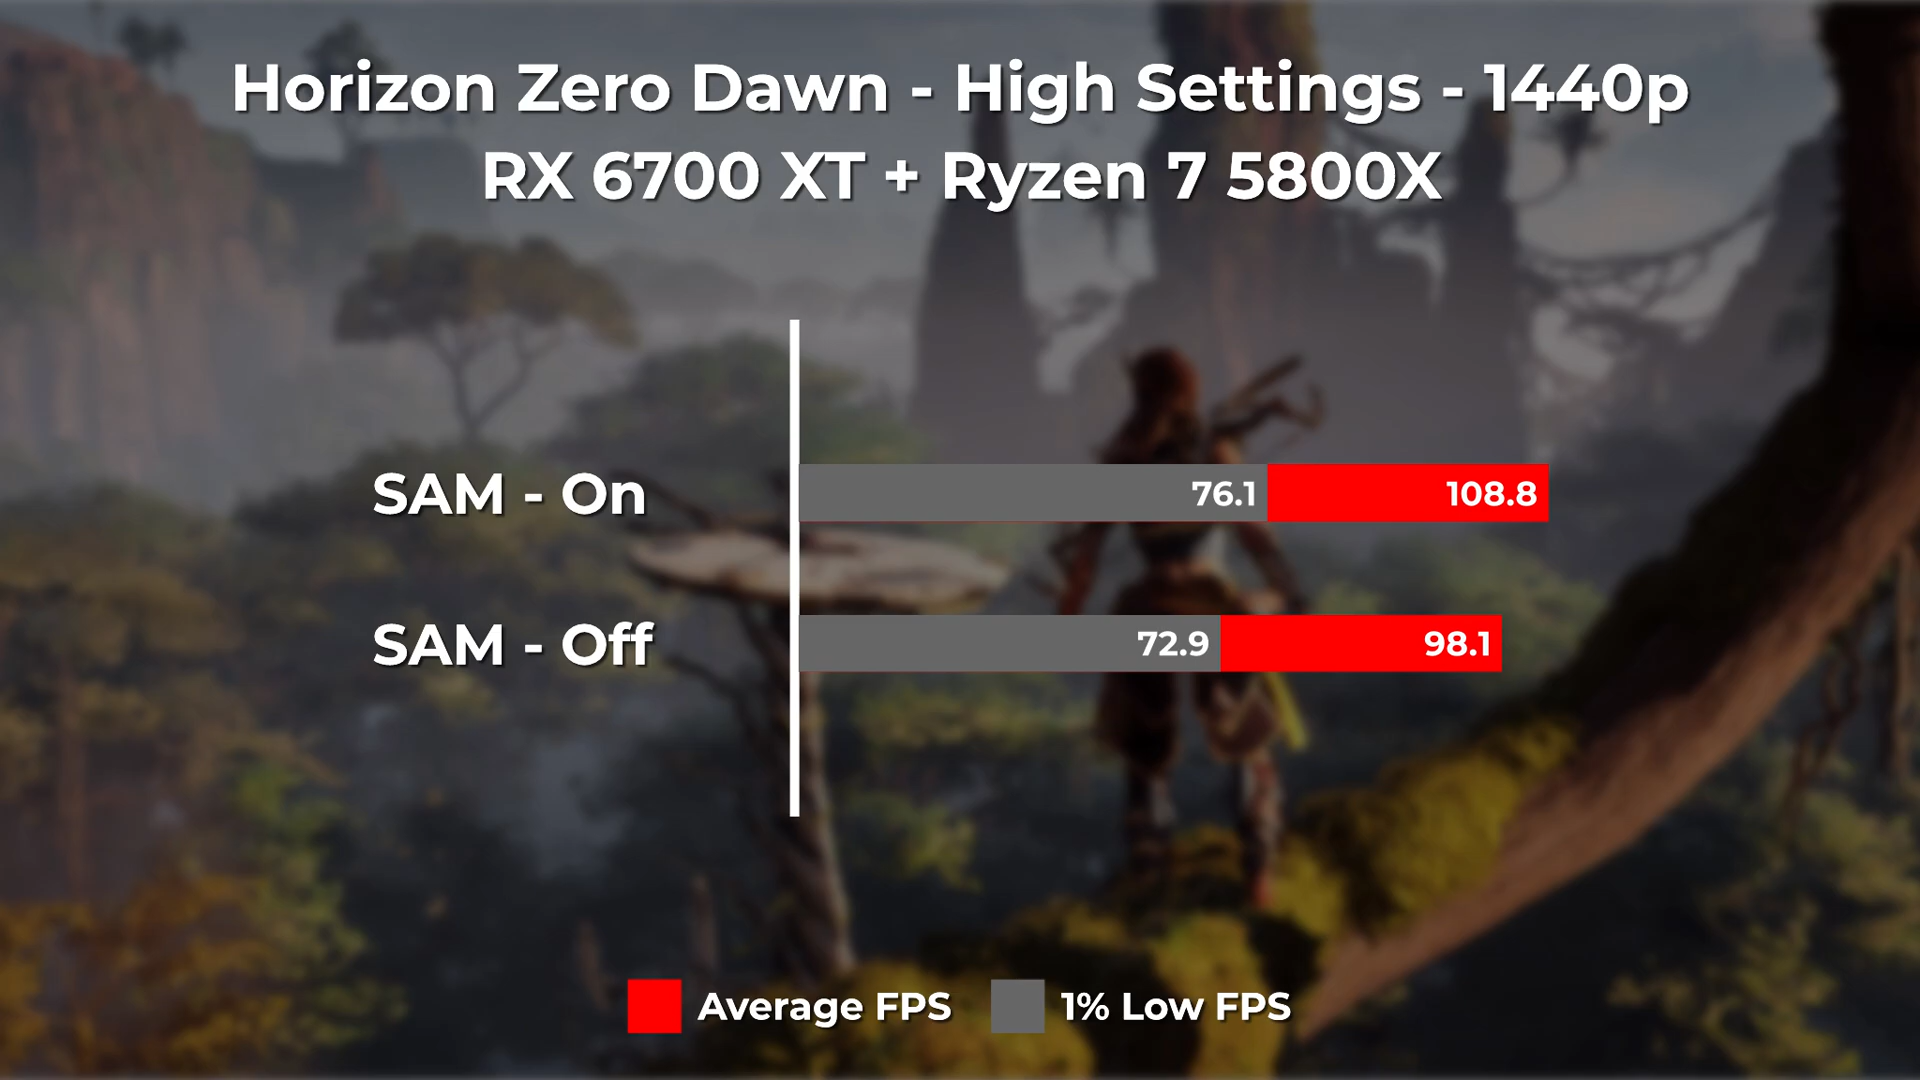 Horizon Zero Dawn - High Settings - 1440p
RX 6700 XT + Ryzen 7 5800X
SAM - On
76.1
108.8
SAM - Off
72.9
98.1
Average FPS
1% Low FPS